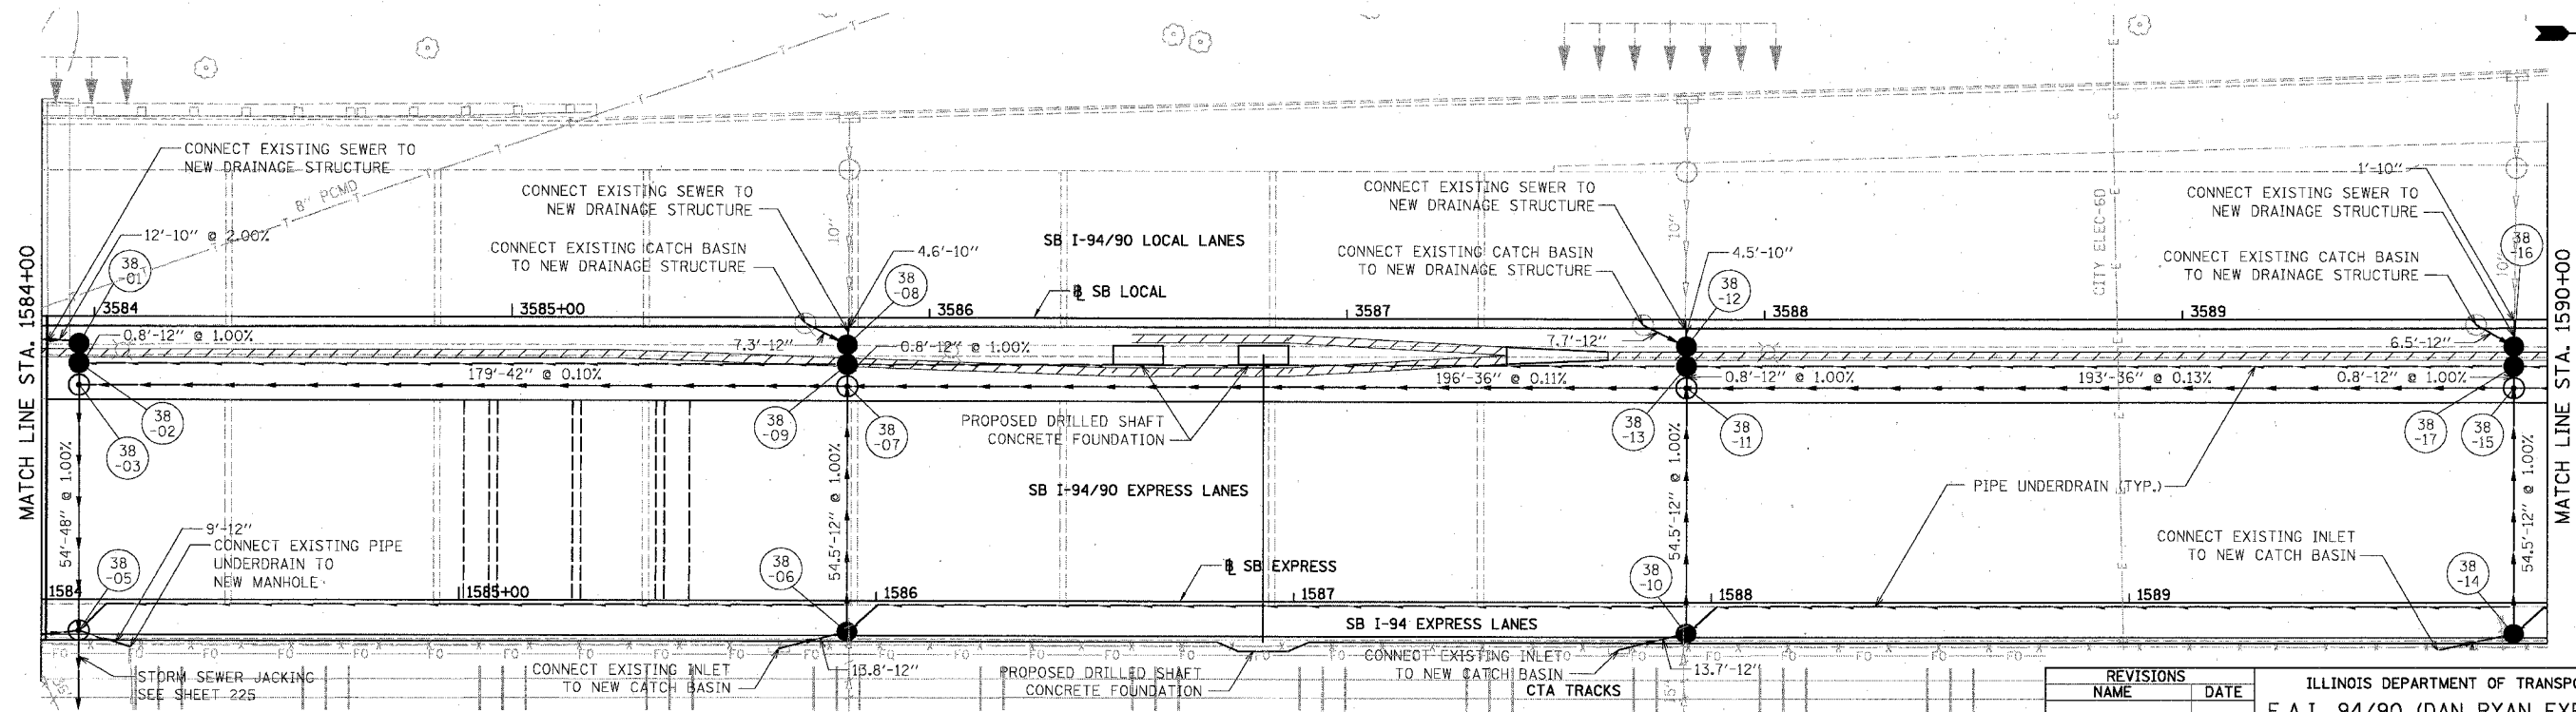 CONNECT EXISTING SEWER TO
NEW DRAINAGE STRUCTURE
8" PCMD
12'-10" @ 2.00%
38
-01
CONNECT EXISTING SEWER TO
NEW DRAINAGE STRUCTURE
CONNECT EXISTING CATCH BASIN
TO NEW DRAINAGE STRUCTURE
10"
4.6'-10"
38
-08
SB I-94/90 LOCAL LANES
℄ SB LOCAL
CONNECT EXISTING SEWER TO
NEW DRAINAGE STRUCTURE
CONNECT EXISTING CATCH BASIN
TO NEW DRAINAGE STRUCTURE
10"
4.5'-10"
38
-12
CITY ELEC-6D
1'-10"
CONNECT EXISTING SEWER TO
NEW DRAINAGE STRUCTURE
CONNECT EXISTING CATCH BASIN
TO NEW DRAINAGE STRUCTURE
38
-16
10"
MATCH LINE STA. 1584+00
MATCH LINE STA. 1590+00
3584
3585+00
3586
3587
3588
3589
0.8'-12" @ 1.00%
7.3'-12"
0.8'-12" @ 1.00%
7.7'-12"
6.5'-12"
179'-42" @ 0.10%
196'-36" @ 0.11%
0.8'-12" @ 1.00%
193'-36" @ 0.13%
0.8'-12" @ 1.00%
38
-02
38
-03
38
-09
38
-07
PROPOSED DRILLED SHAFT
CONCRETE FOUNDATION
38
-13
38
-11
38
-17
38
-15
54'-48" @ 1.00%
54.5'-12" @ 1.00%
54.5'-12" @ 1.00%
54.5'-12" @ 1.00%
SB I-94/90 EXPRESS LANES
PIPE UNDERDRAIN (TYP.)
9'-12"
CONNECT EXISTING PIPE
UNDERDRAIN TO
NEW MANHOLE
38
-05
38
-06
℄ SB EXPRESS
38
-10
CONNECT EXISTING INLET
TO NEW CATCH BASIN
38
-14
1584
1585+00
1586
1587
1588
1589
SB I-94 EXPRESS LANES
STORM SEWER JACKING
SEE SHEET 225
CONNECT EXISTING INLET
TO NEW CATCH BASIN
15.8'-12"
PROPOSED DRILLED SHAFT
CONCRETE FOUNDATION
CONNECT EXISTING INLET
TO NEW CATCH BASIN
13.7'-12"
CTA TRACKS
REVISIONS
NAME DATE
ILLINOIS DEPARTMENT OF TRANSPO
F.A.I. 94/90 (DAN RYAN EXP